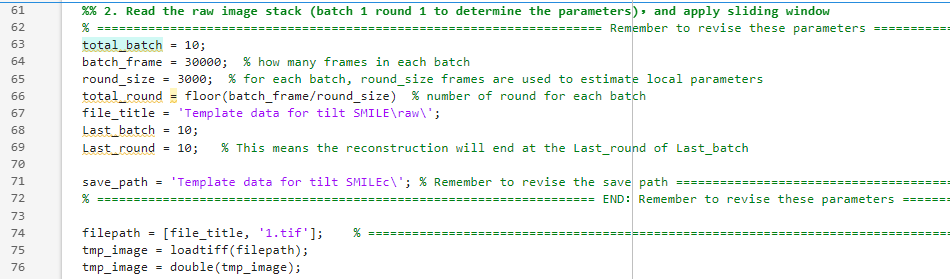 61 %% 2. Read the raw image stack (batch 1 round 1 to determine the parameters), and apply sliding window
62 % ==================================================================== Remember to revise these parameters ==========
63 total_batch = 10;
64 batch_frame = 30000; % how many frames in each batch
65 round_size = 3000; % for each batch, round_size frames are used to estimate local parameters
66 total_round = floor(batch_frame/round_size) % number of round for each batch
67 file_title = 'Template data for tilt SMILE\raw\';
68 Last_batch = 10;
69 Last_round = 10; % This means the reconstruction will end at the Last_round of Last_batch
70
71 save_path = 'Template data for tilt SMILEc\'; % Remember to revise the save path ====================================
72 % =================================================================== END: Remember to revise these parameters ======
73
74 filepath = [file_title, '1.tif']; % ==============================================================================
75 tmp_image = loadtiff(filepath);
76 tmp_image = double(tmp_image);